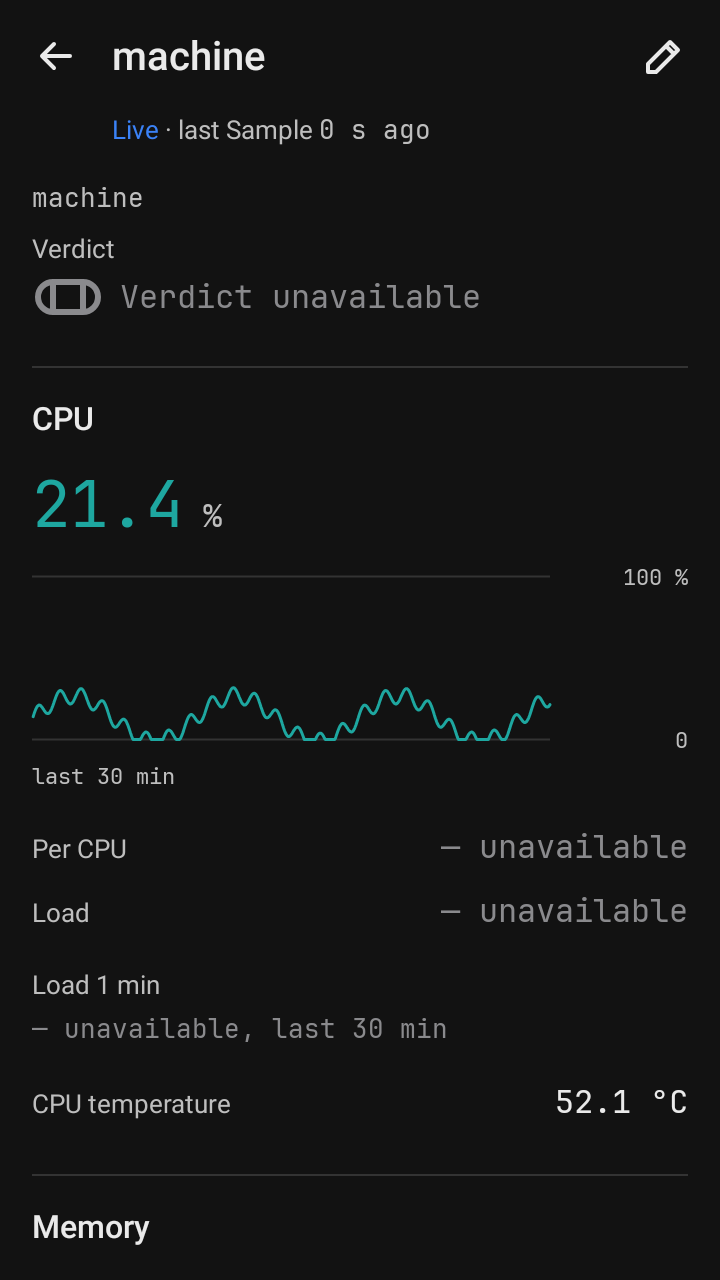 machine
Live · last Sample 0 s ago
machine
Verdict
Verdict unavailable
CPU
21.4 %
100 %
0
last 30 min
Per CPU — unavailable
Load — unavailable
Load 1 min
— unavailable, last 30 min
CPU temperature 52.1 °C
Memory